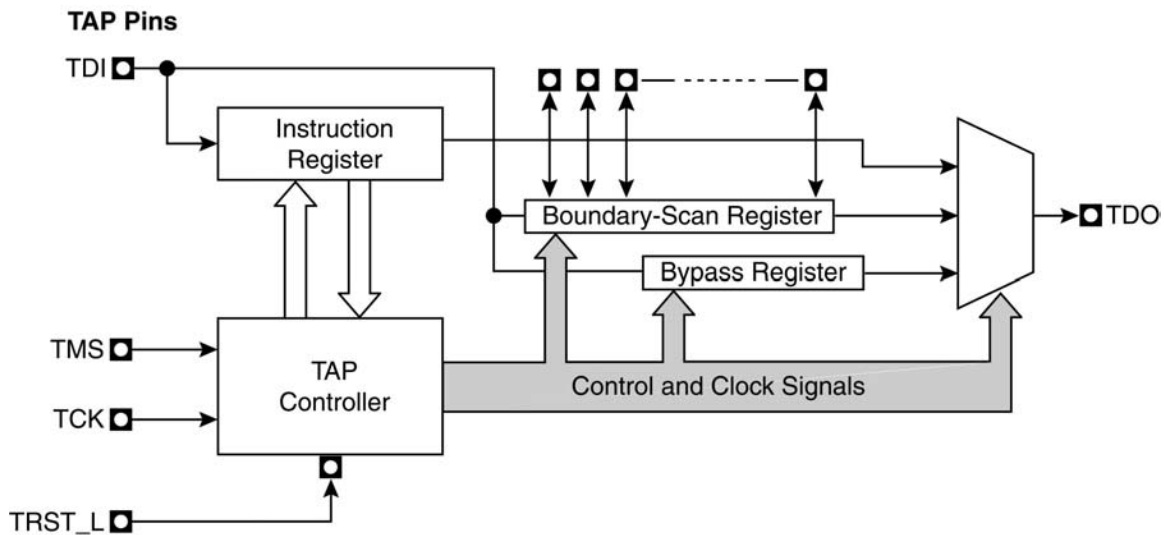 TAP Pins
TDI
Instruction
Register
Boundary-Scan Register
TDO
Bypass Register
TMS
TAP
Controller
Control and Clock Signals
TCK
TRST_L